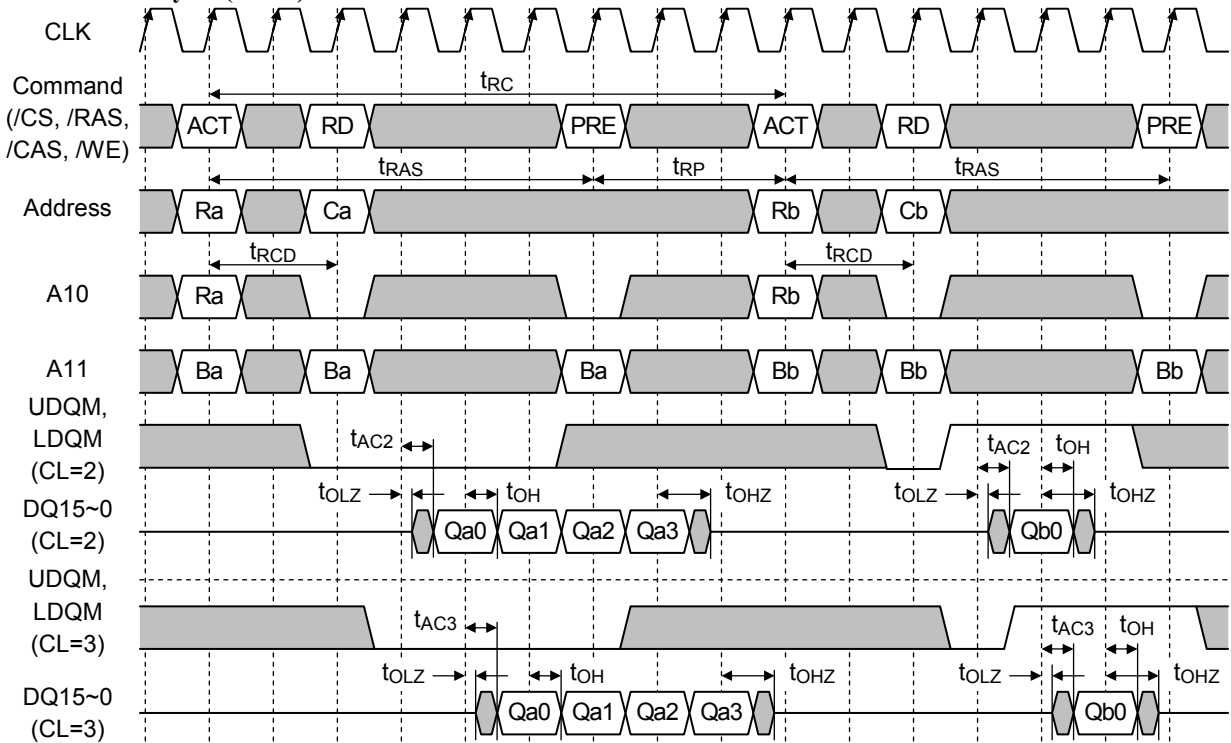 CLK
Command
(/CS, /RAS,
/CAS, /WE)
tRC
ACT RD PRE ACT RD PRE
tRAS tRP tRAS
Address
Ra Ca Rb Cb
tRCD tRCD
A10
Ra Rb
A11
Ba Ba Ba Bb Bb Bb
UDQM,
LDQM
(CL=2)
tAC2 tAC2 tOH
tOLZ tOH tOHZ tOLZ tOHZ
DQ15~0
(CL=2)
Qa0 Qa1 Qa2 Qa3 Qb0
UDQM,
LDQM
(CL=3)
tAC3 tAC3 tOH
tOLZ tOH tOHZ tOLZ tOHZ
DQ15~0
(CL=3)
Qa0 Qa1 Qa2 Qa3 Qb0